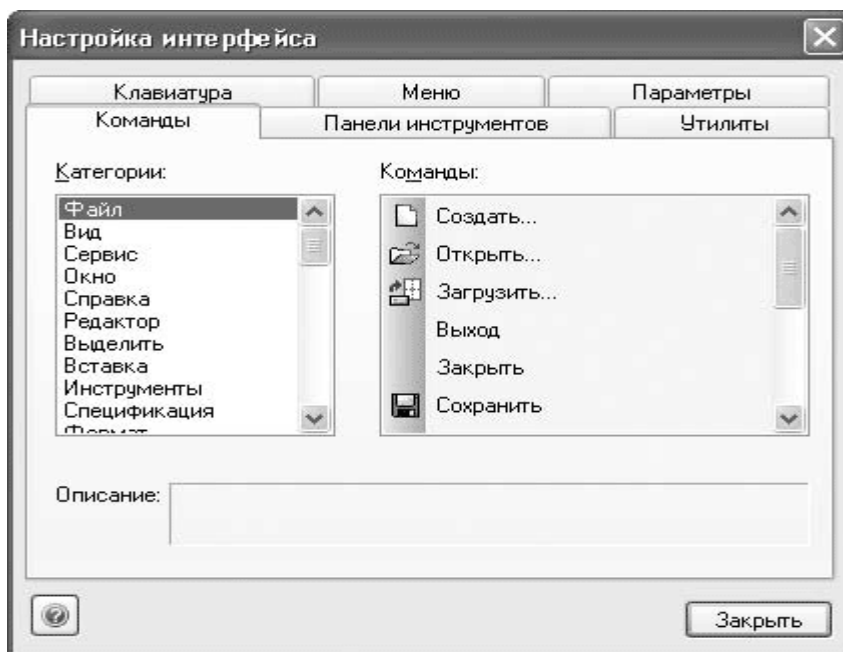 Настройка интерфейса
Клавиатура
Меню
Параметры
Команды
Панели инструментов
Утилиты
Категории:
Файл
Вид
Сервис
Окно
Справка
Редактор
Выделить
Вставка
Инструменты
Спецификация
Формат
Команды:
Создать...
Открыть...
Загрузить...
Выход
Закрыть
Сохранить
Описание:
Закрыть